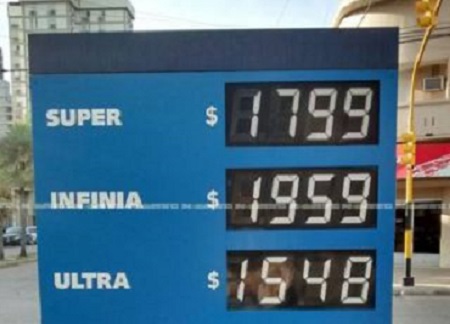 SUPER $ 1799
INFINIA $ 1959
ULTRA $ 1548